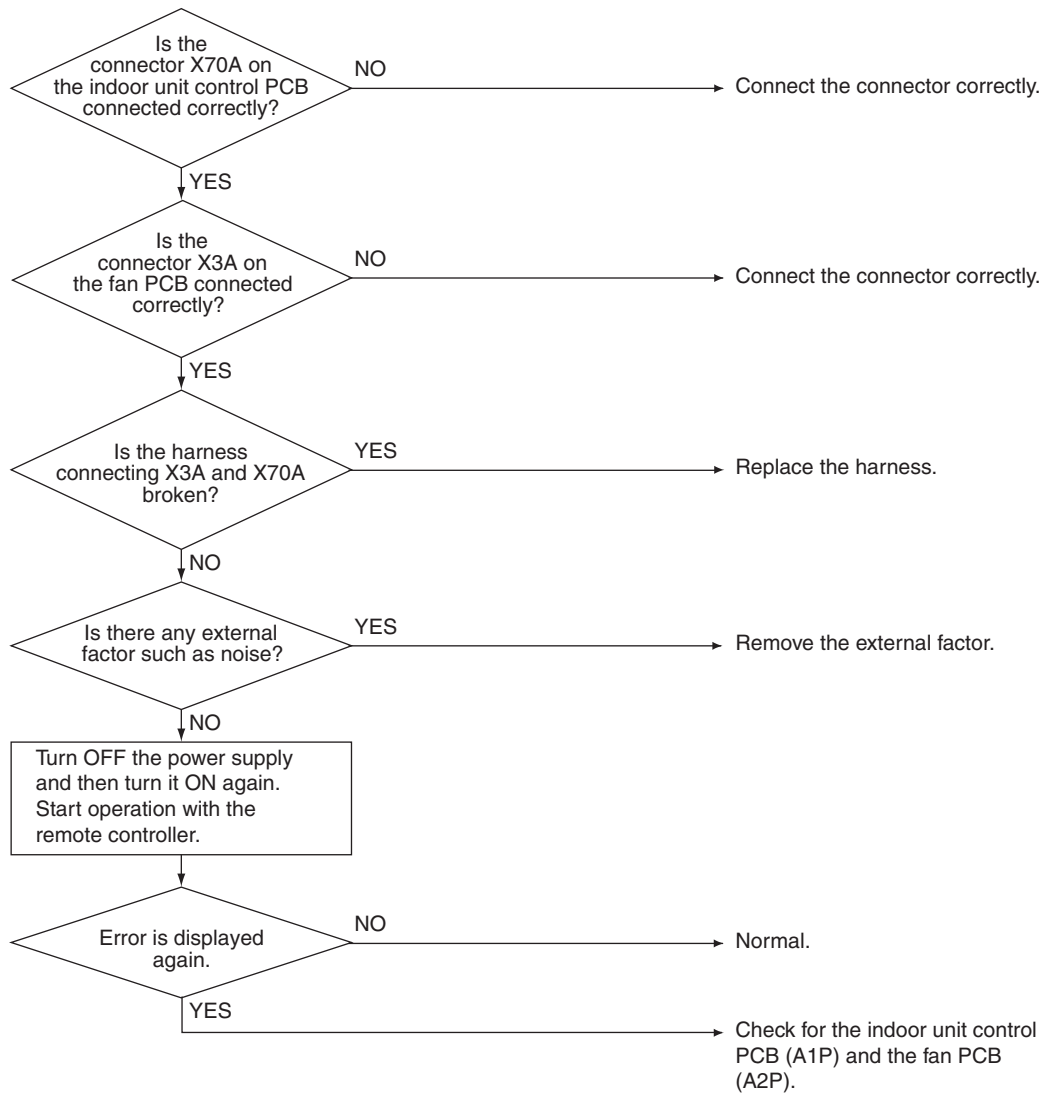 Is the
connector X70A on
the indoor unit control PCB
connected correctly?
NO
Connect the connector correctly.
YES
Is the
connector X3A on
the fan PCB connected
correctly?
NO
Connect the connector correctly.
YES
Is the harness
connecting X3A and X70A
broken?
YES
Replace the harness.
NO
Is there any external
factor such as noise?
YES
Remove the external factor.
NO
Turn OFF the power supply
and then turn it ON again.
Start operation with the
remote controller.
Error is displayed
again.
NO
Normal.
YES
Check for the indoor unit control
PCB (A1P) and the fan PCB
(A2P).